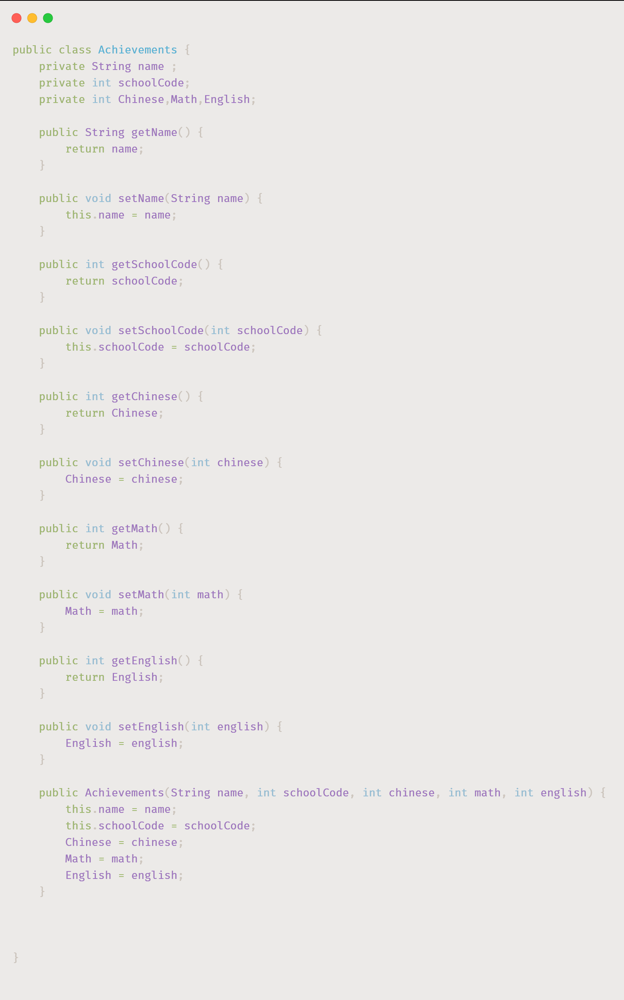 public class Achievements {
    private String name ;
    private int schoolCode;
    private int Chinese,Math,English;

    public String getName() {
        return name;
    }

    public void setName(String name) {
        this.name = name;
    }

    public int getSchoolCode() {
        return schoolCode;
    }

    public void setSchoolCode(int schoolCode) {
        this.schoolCode = schoolCode;
    }

    public int getChinese() {
        return Chinese;
    }

    public void setChinese(int chinese) {
        Chinese = chinese;
    }

    public int getMath() {
        return Math;
    }

    public void setMath(int math) {
        Math = math;
    }

    public int getEnglish() {
        return English;
    }

    public void setEnglish(int english) {
        English = english;
    }

    public Achievements(String name, int schoolCode, int chinese, int math, int english) {
        this.name = name;
        this.schoolCode = schoolCode;
        Chinese = chinese;
        Math = math;
        English = english;
    }



}